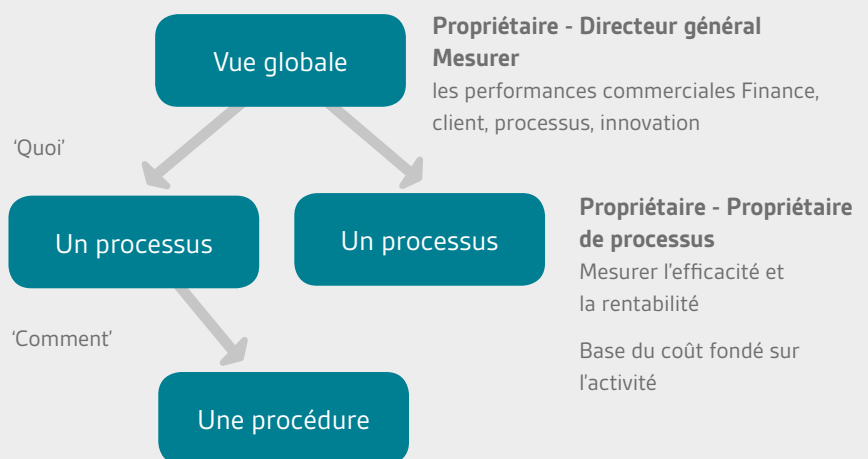 Vue globale
Propriétaire - Directeur général
Mesurer
les performances commerciales Finance,
client, processus, innovation
‘Quoi’
Un processus
Un processus
Propriétaire - Propriétaire
de processus
Mesurer l’efficacité et
la rentabilité
Base du coût fondé sur
l’activité
‘Comment’
Une procédure